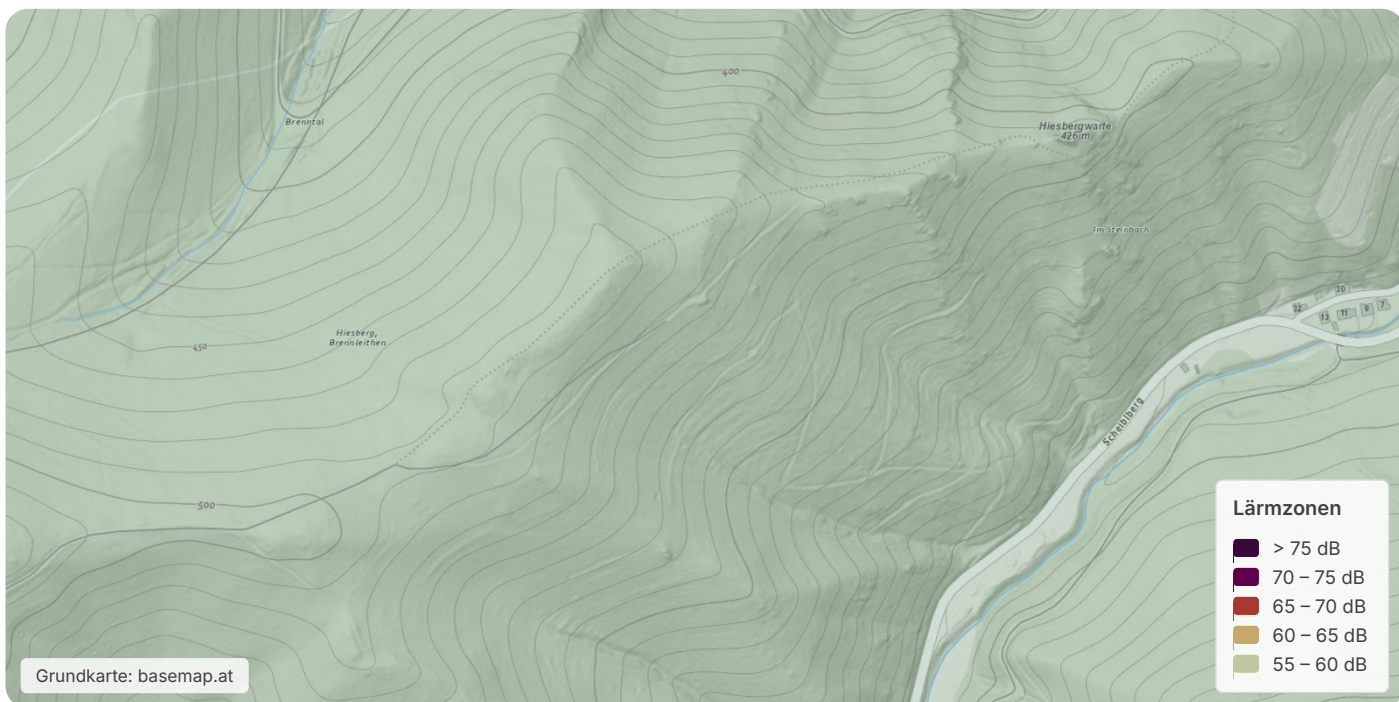 400
Brenntal
Hiesbergwarte
426 m
Im Steinbach
30
32
13
11
9
7
Hiesberg,
Brennleithen
450
Scheiblberg
500
Lärmzonen
> 75 dB
70 – 75 dB
65 – 70 dB
60 – 65 dB
55 – 60 dB
Grundkarte: basemap.at